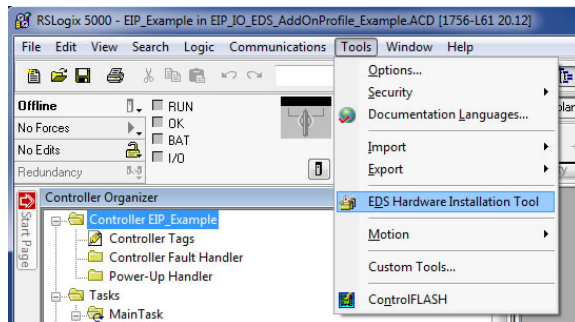 RSLogix 5000 - EIP_Example in EIP_IO_EDS_AddOnProfile_Example.ACD [1756-L61 20.12]
File Edit View Search Logic Communications Tools Window Help
Offline
RUN
No Forces
OK
No Edits
BAT
Redundancy
I/O
Start Page
Controller Organizer
Controller EIP_Example
Controller Tags
Controller Fault Handler
Power-Up Handler
Tasks
MainTask
Options...
Security
Documentation Languages...
Import
Export
EDS Hardware Installation Tool
Motion
Custom Tools...
ControlFLASH